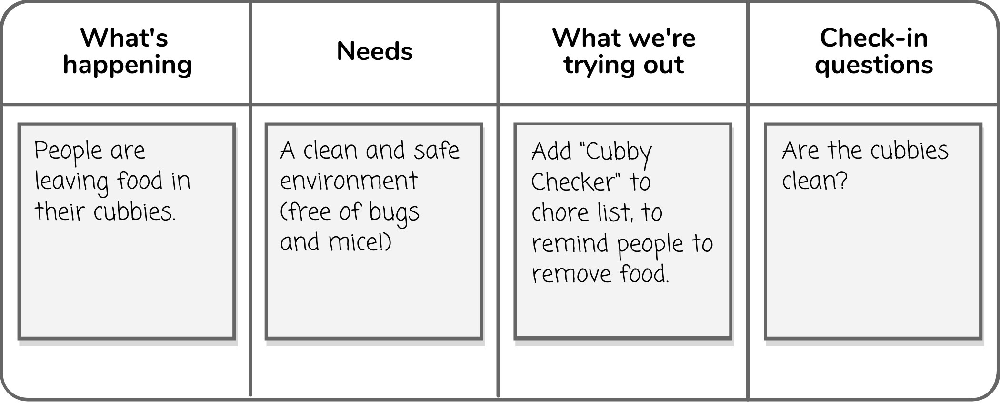 What's
happening
Needs
What we're
trying out
Check-in
questions
People are
leaving food in
their cubbies.
A clean and safe
environment
(free of bugs
and mice!)
Add "Cubby
Checker" to
chore list, to
remind people to
remove food.
Are the cubbies
clean?